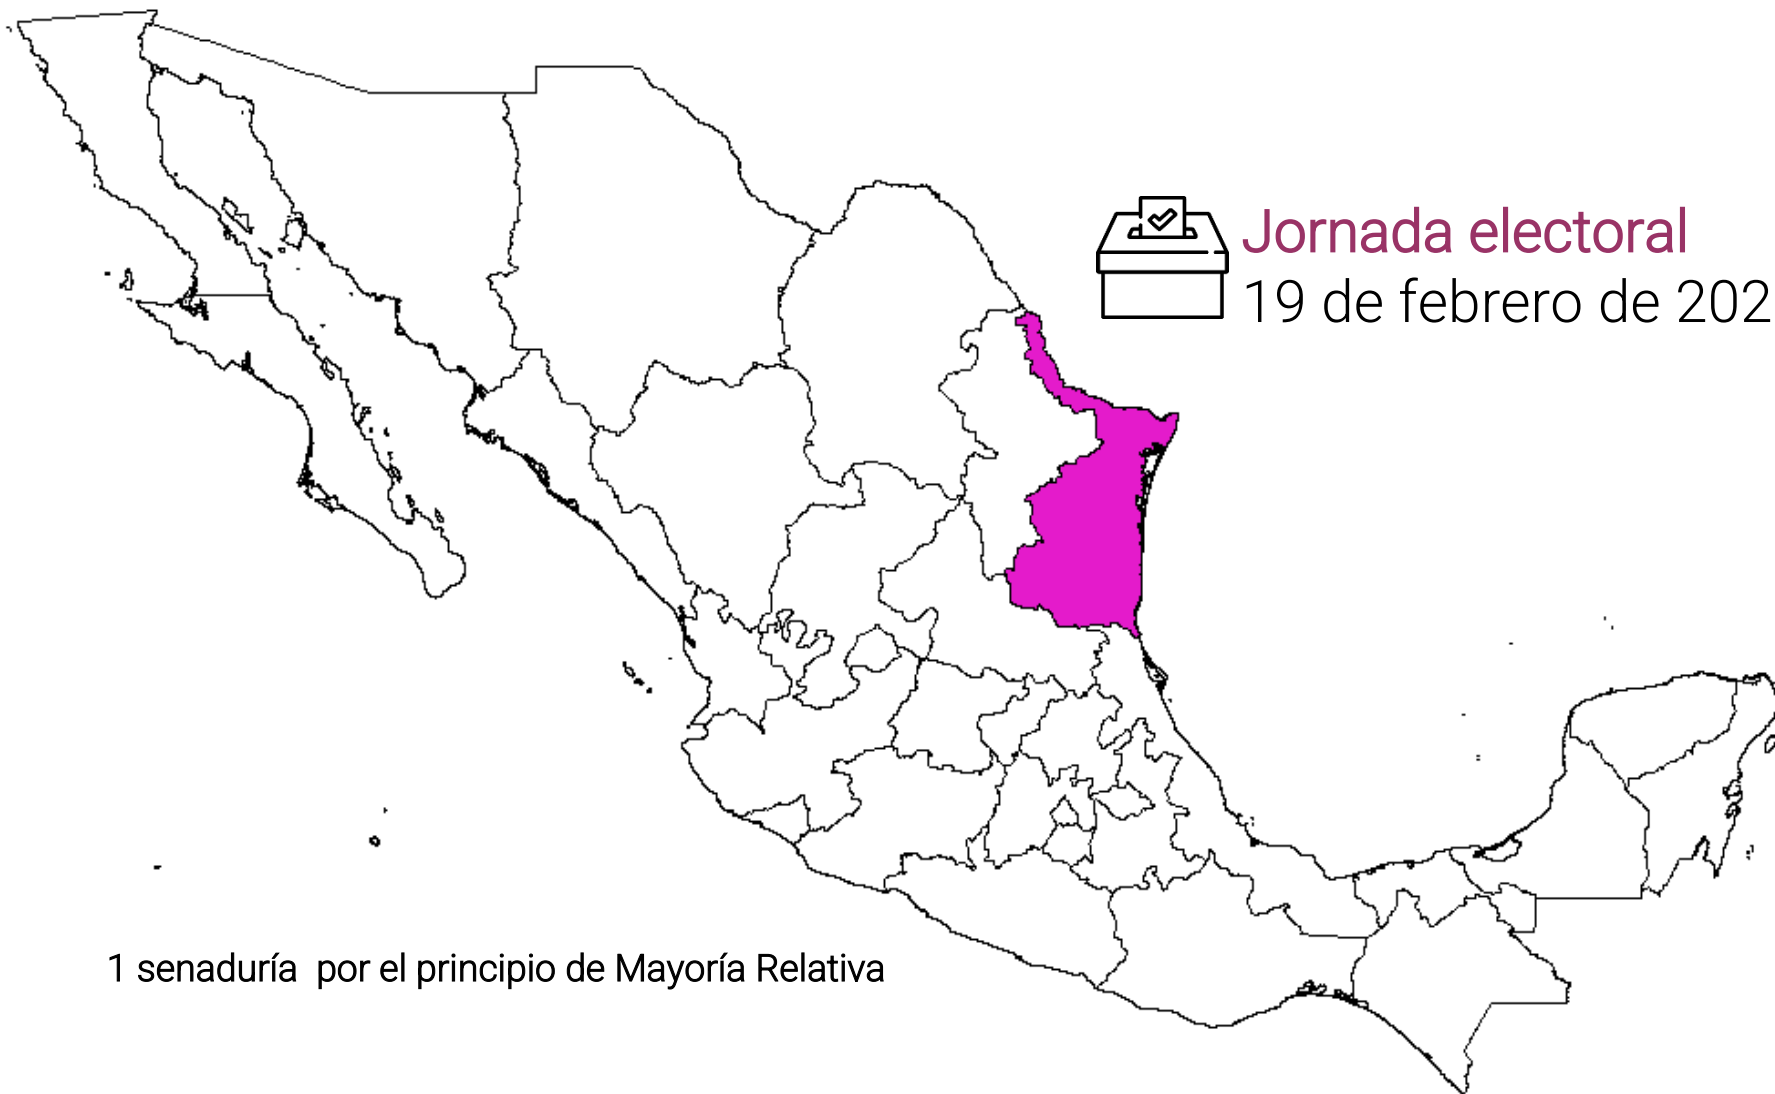 Jornada electoral
19 de febrero de 202
1 senaduría por el principio de Mayoría Relativa